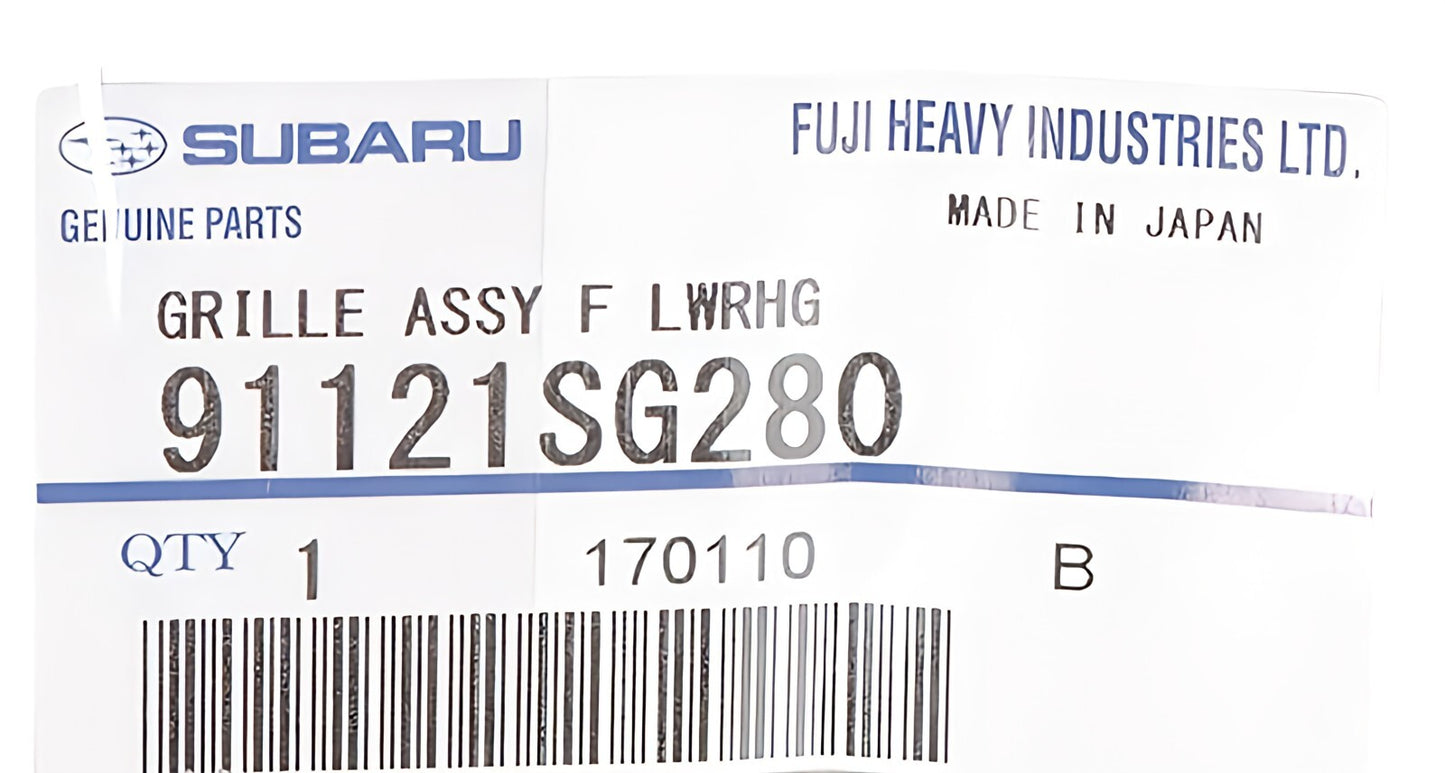 SUBARU
FUJI HEAVY INDUSTRIES LTD.
GENUINE PARTS
MADE IN JAPAN
GRILLE ASSY F LWRHG
91121SG280
QTY 1 170110 B